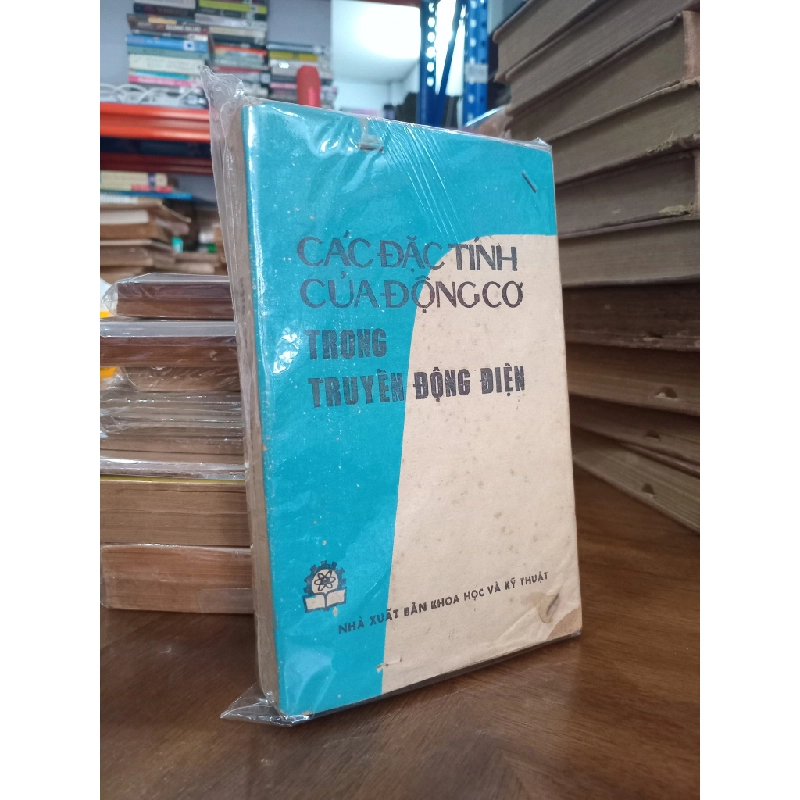 CÁC ĐẶC TÍNH
CỦA ĐỘNG CƠ
TRONG
TRUYỀN ĐỘNG ĐIỆN
NHÀ XUẤT BẢN KHOA HỌC VÀ KỸ THUẬT